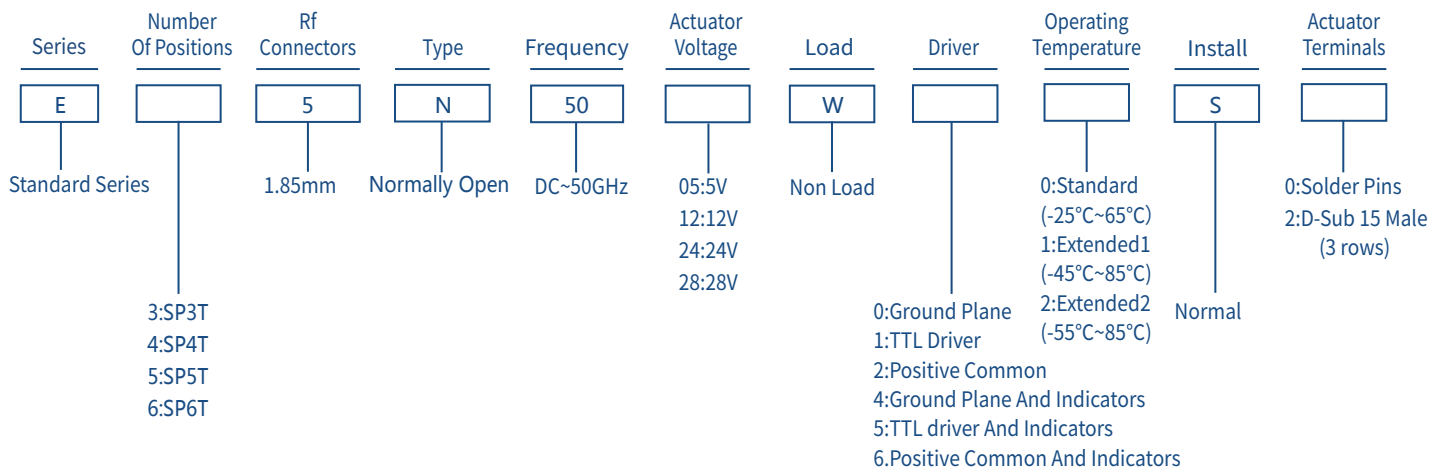 Series
Number
Of Positions
Rf
Connectors
Type
Frequency
Actuator
Voltage
Load
Driver
Operating
Temperature
Install
Actuator
Terminals
E
5
N
50
W
S
Standard Series
1.85mm
Normally Open
DC~50GHz
05:5V
12:12V
24:24V
28:28V
Non Load
0:Standard
(-25°C~65°C)
1:Extended1
(-45°C~85°C)
2:Extended2
(-55°C~85°C)
0:Solder Pins
2:D-Sub 15 Male
(3 rows)
3:SP3T
4:SP4T
5:SP5T
6:SP6T
0:Ground Plane
1:TTL Driver
2:Positive Common
4:Ground Plane And Indicators
5:TTL driver And Indicators
6.Positive Common And Indicators
Normal